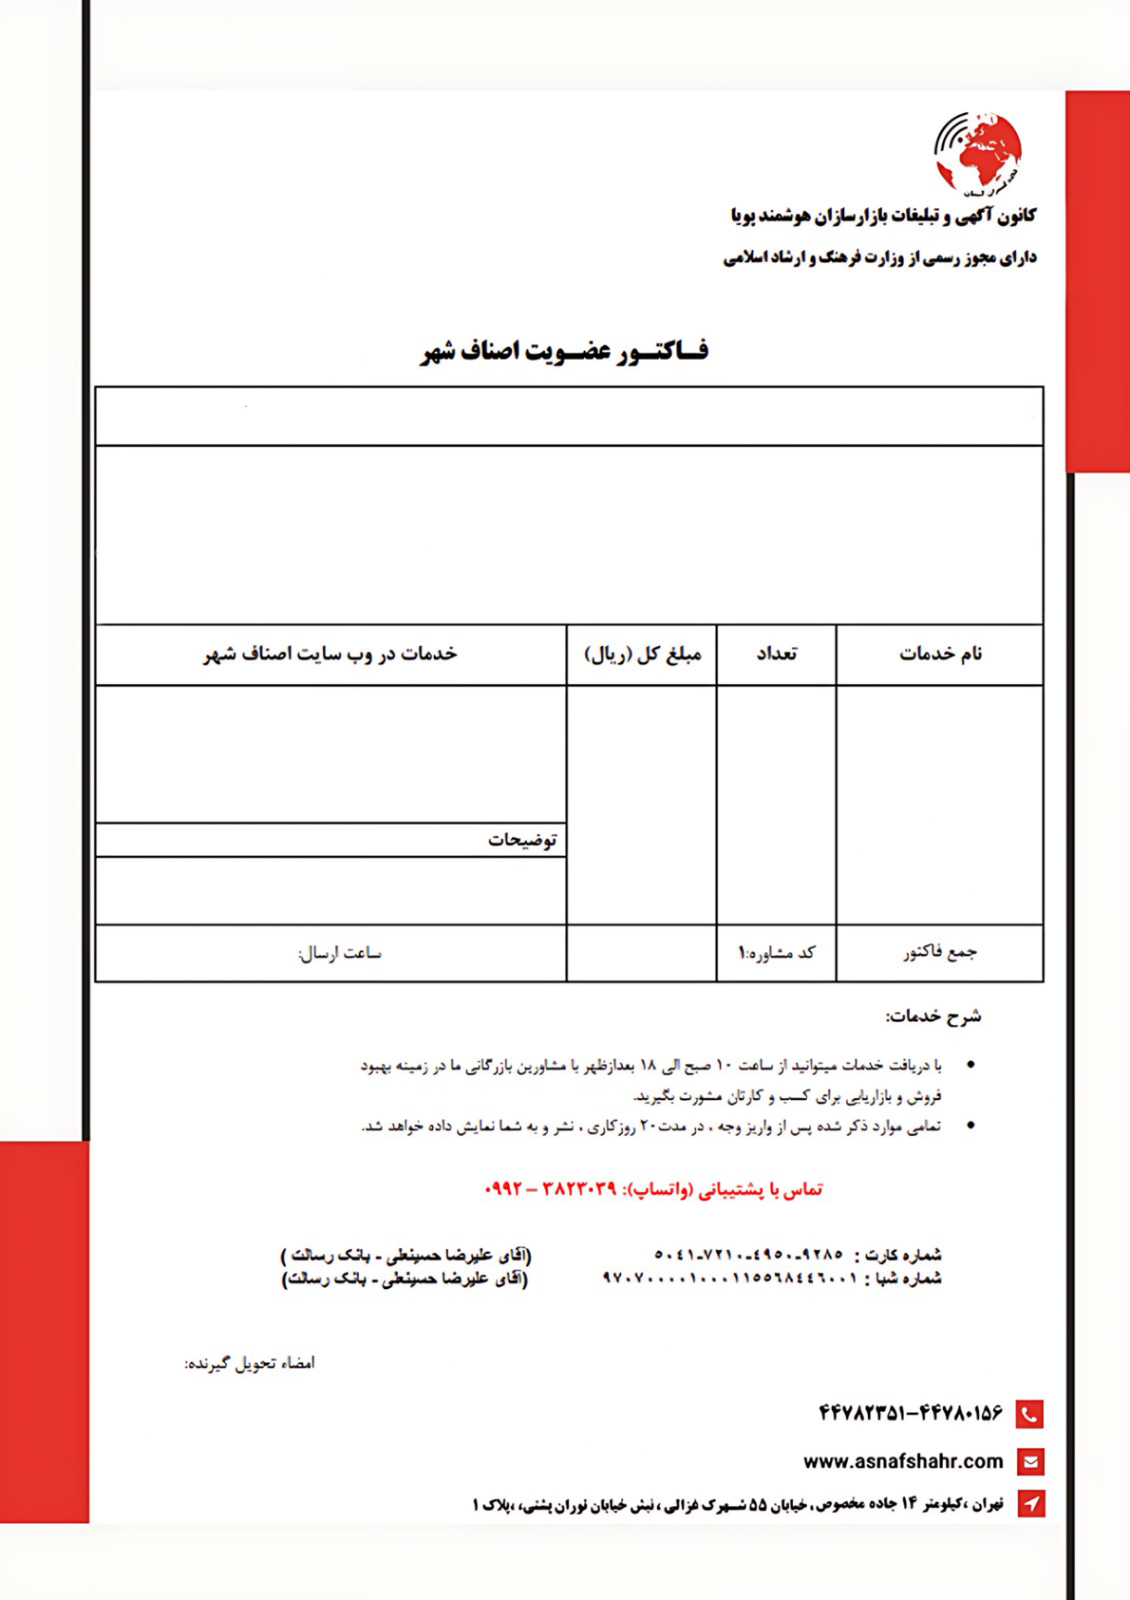 کانون آگهی و تبلیغات بازارسازان هوشمند پویا
دارای مجوز رسمی از وزارت فرهنگ و ارشاد اسلامی
فـاکتـور عضـویت اصناف شهر
نام خدمات
تعداد
مبلغ کل (ریال)
خدمات در وب سایت اصناف شهر
توضیحات
جمع فاکتور
کد مشاوره:۱
ساعت ارسال:
شرح خدمات:
• با دریافت خدمات میتوانید از ساعت ۱۰ صبح الی ۱۸ بعدازظهر با مشاورین بازرگانی ما در زمینه بهبود
فروش و بازاریابی برای کسب و کارتان مشورت بگیرید.
• تمامی موارد ذکر شده پس از واریز وجه ، در مدت۲۰ روزکاری ، نشر و به شما نمایش داده خواهد شد.
تماس با پشتیبانی (واتساپ): ۳۸۲۳۰۳۹ – ۰۹۹۲
شماره کارت : ۵۰۴۱-۷۲۱۰-۴۹۵۰-۹۲۸۵ (آقای علیرضا حسینعلی - بانک رسالت )
شماره شبا : ۹۷۰۷۰۰۰۰۰۱۰۰۰۱۱۵۵۶۸۴۴۶۰۰۱ (آقای علیرضا حسینعلی - بانک رسالت)
امضاء تحویل گیرنده:
۴۴۷۸۲۳۵۱-۴۴۷۸۰۱۵۶
www.asnafshahr.com
تهران ،کیلومتر ۱۴ جاده مخصوص، خیابان ۵۵ شـهرک غزالی ، نبش خیابان نوران پشتی، ،پلاک ۱